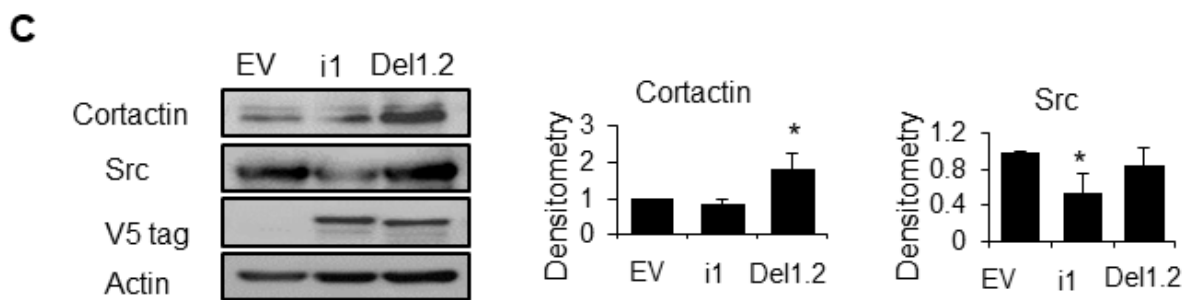 C
EV i1 Del1.2
Cortactin
Src
V5 tag
Actin
Cortactin
Densitometry
3
2
1
0
*
EV i1 Del1.2
Src
Densitometry
1.2
0.8
0.4
0
*
EV i1 Del1.2